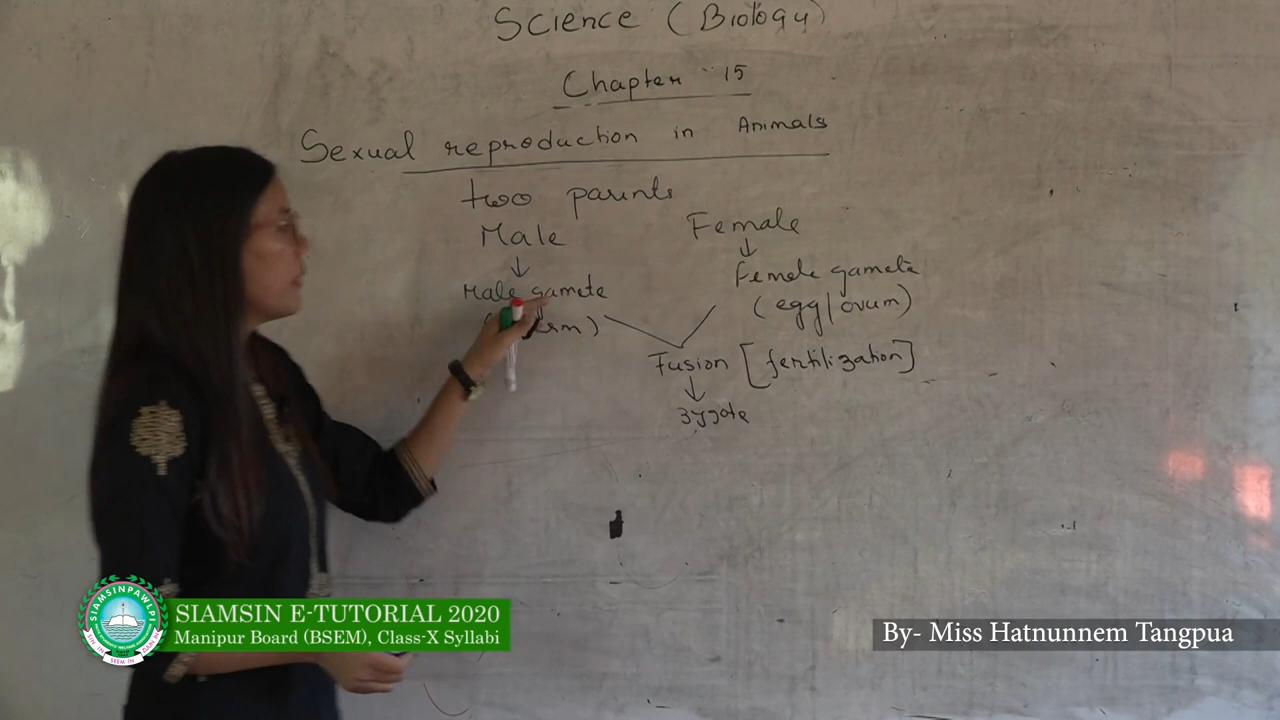 Science (Biology)
Chapter 15
Sexual reproduction in Animals
two parents
Male Female
Male gamete Female gamete
(egg/ovum)
Fusion [fertilization]
zygote
SIAMSINPAWLPI
SIAMSIN E-TUTORIAL 2020
Manipur Board (BSEM), Class-X Syllabi
By- Miss Hatnunnem Tangpua